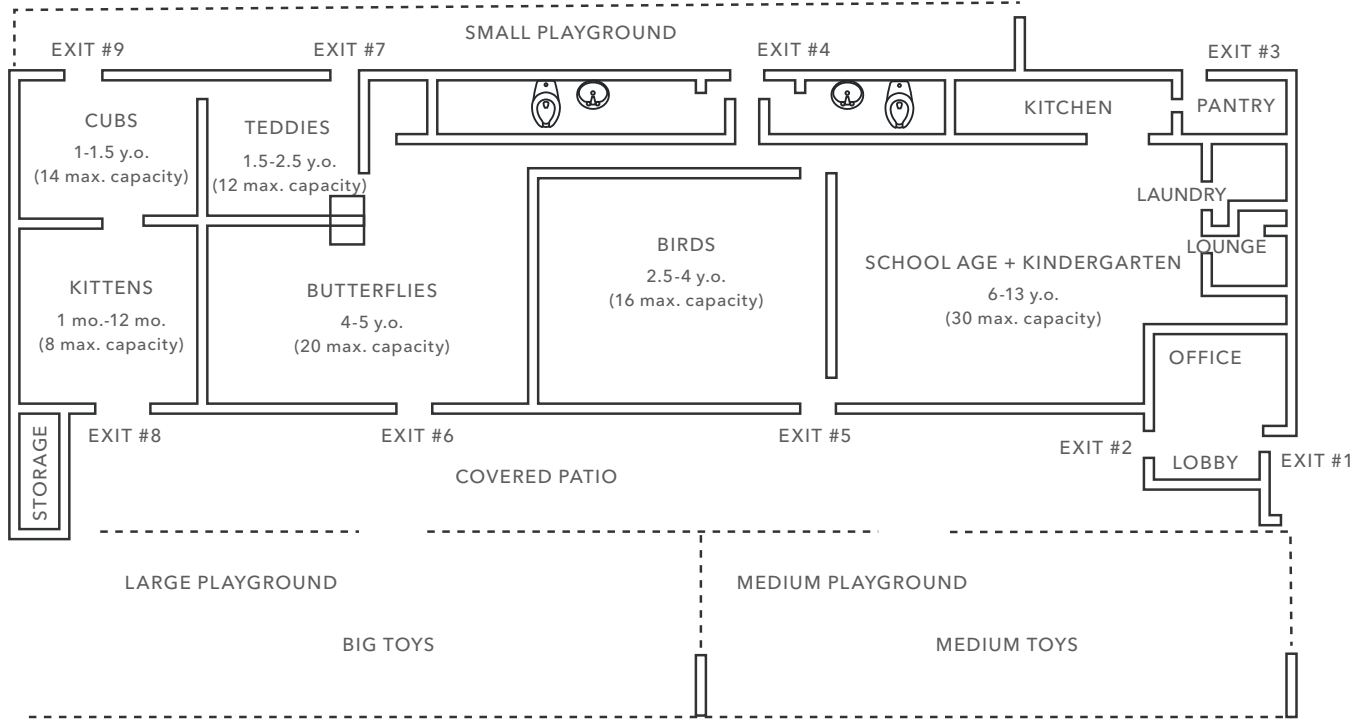 SMALL PLAYGROUND
EXIT #9
EXIT #7
EXIT #4
EXIT #3
CUBS
1-1.5 y.o.
(14 max. capacity)
TEDDIES
1.5-2.5 y.o.
(12 max. capacity)
KITCHEN
PANTRY
LAUNDRY
LOUNGE
KITTENS
1 mo.-12 mo.
(8 max. capacity)
BUTTERFLIES
4-5 y.o.
(20 max. capacity)
BIRDS
2.5-4 y.o.
(16 max. capacity)
SCHOOL AGE + KINDERGARTEN
6-13 y.o.
(30 max. capacity)
OFFICE
STORAGE
EXIT #8
EXIT #6
EXIT #5
EXIT #2
LOBBY
EXIT #1
COVERED PATIO
LARGE PLAYGROUND
MEDIUM PLAYGROUND
BIG TOYS
MEDIUM TOYS